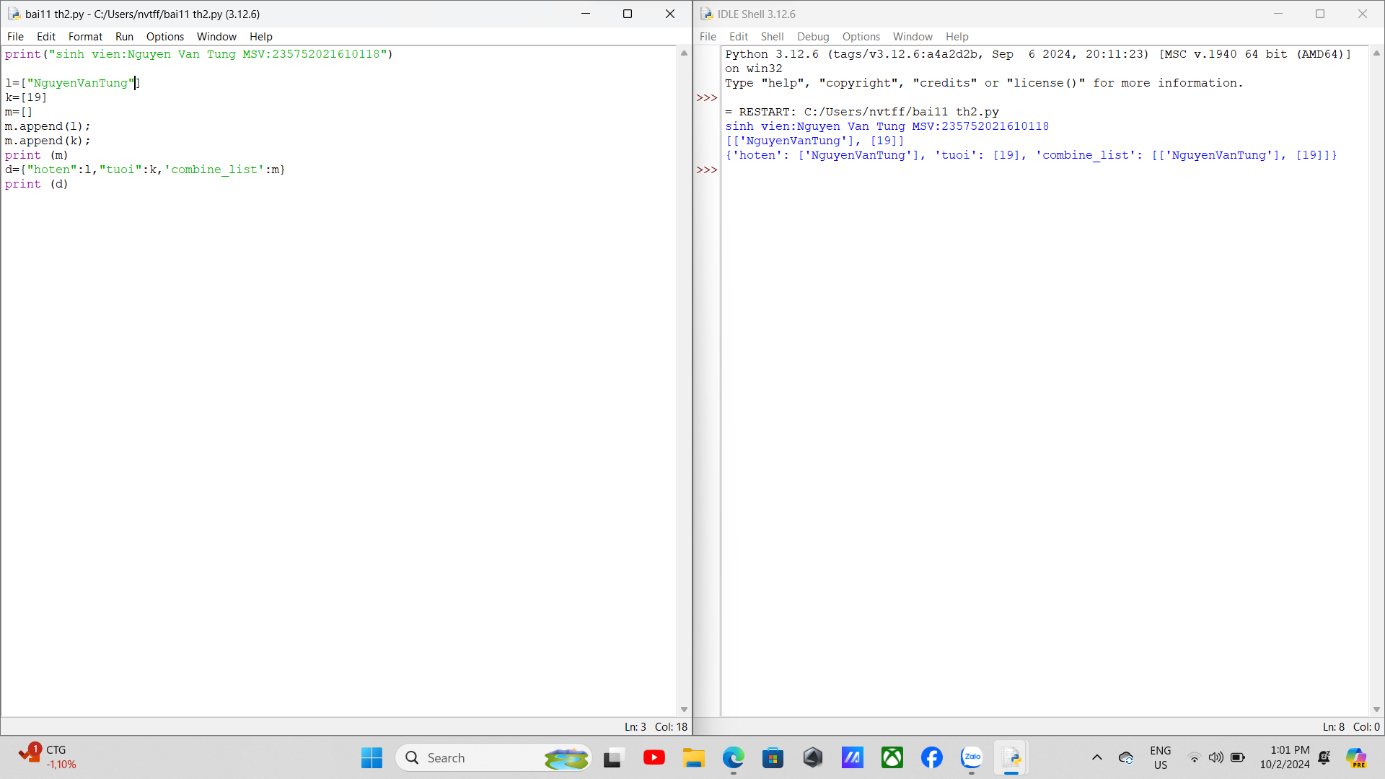 bai11 th2.py - C:/Users/nvtff/bai11 th2.py (3.12.6)
File Edit Format Run Options Window Help
print("sinh vien:Nguyen Van Tung MSV:235752021610118")
l=["NguyenVanTung"]
k=[19]
m=[]
m.append(l);
m.append(k);
print (m)
d={"hoten":l,"tuoi":k,'combine_list':m}
print (d)
Ln: 3 Col: 18
IDLE Shell 3.12.6
File Edit Shell Debug Options Window Help
Python 3.12.6 (tags/v3.12.6:a4a2d2b, Sep  6 2024, 20:11:23) [MSC v.1940 64 bit (AMD64)]
on win32
Type "help", "copyright", "credits" or "license()" for more information.
>>>
= RESTART: C:/Users/nvtff/bai11 th2.py
sinh vien:Nguyen Van Tung MSV:235752021610118
[['NguyenVanTung'], [19]]
{'hoten': ['NguyenVanTung'], 'tuoi': [19], 'combine_list': [['NguyenVanTung'], [19]]}
>>>
Ln: 8 Col: 0
1
CTG
-1,10%
Search
Zalo
ENG
US
1:01 PM
10/2/2024
PRE